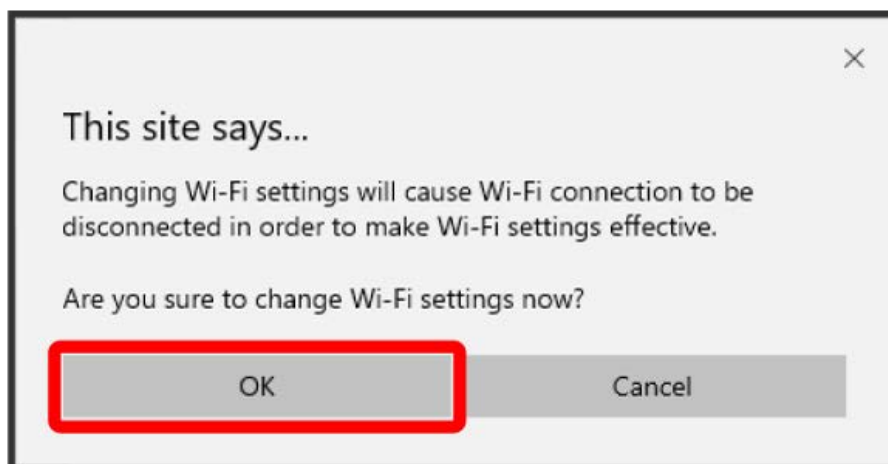 This site says...
Changing Wi-Fi settings will cause Wi-Fi connection to be
disconnected in order to make Wi-Fi settings effective.
Are you sure to change Wi-Fi settings now?
OK
Cancel